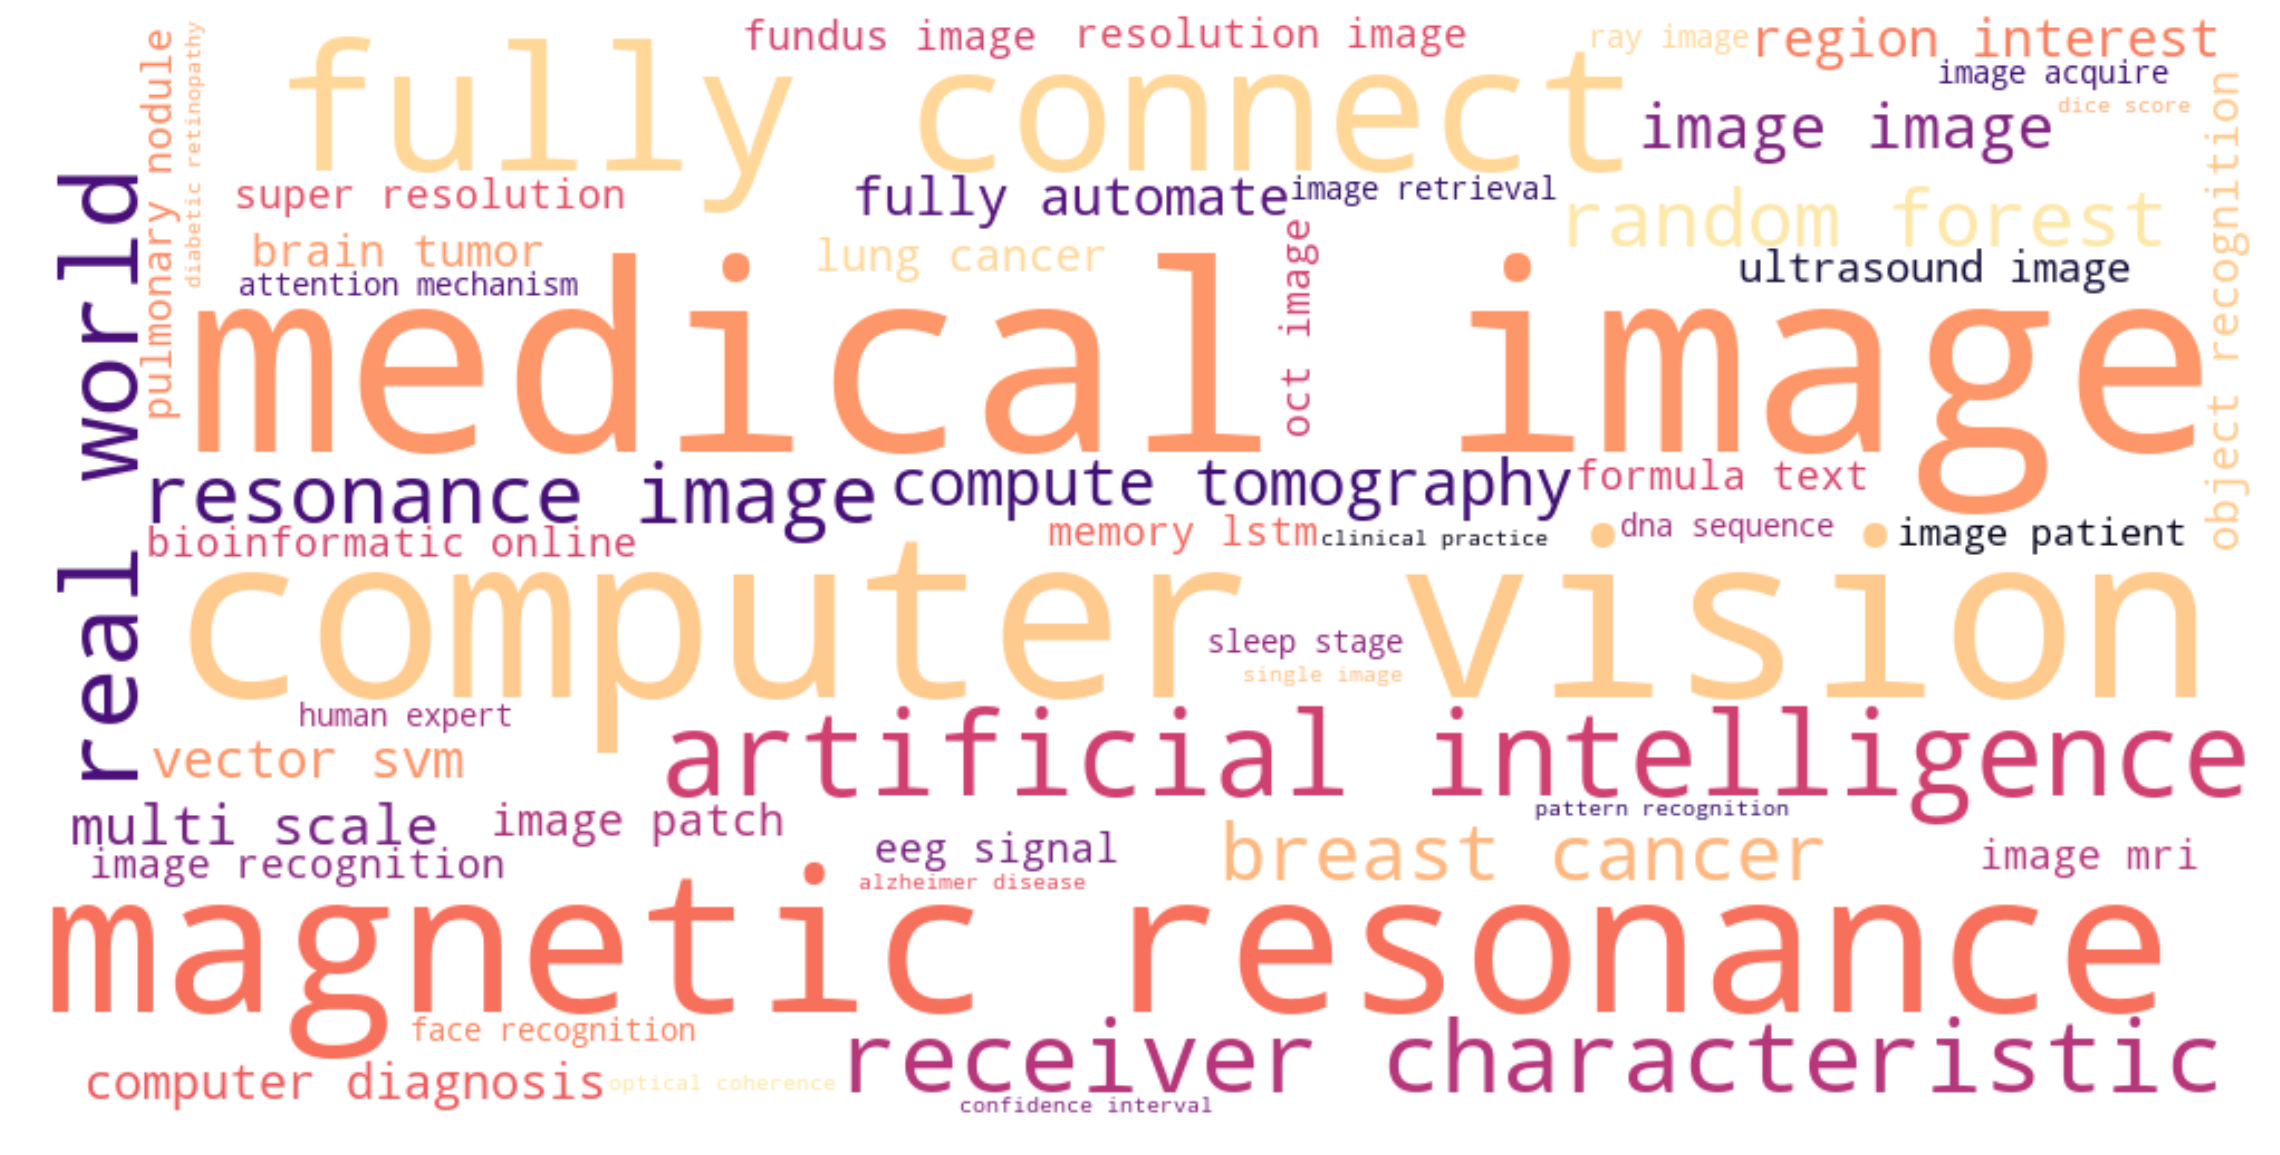 fundus image
resolution image
ray image
region interest
fully connect
image acquire
dice score
image image
pulmonary nodule
diabetic retinopathy
real world
object recognition
super resolution
fully automate
image retrieval
random forest
brain tumor
lung cancer
attention mechanism
oct image
ultrasound image
medical image
resonance image
compute tomography
formula text
bioinformatic online
memory lstm
clinical practice
dna sequence
image patient
computer vision
sleep stage
single image
human expert
vector svm
artificial intelligence
multi scale
image patch
pattern recognition
image recognition
eeg signal
breast cancer
image mri
alzheimer disease
magnetic resonance
face recognition
receiver characteristic
computer diagnosis
optical coherence
confidence interval